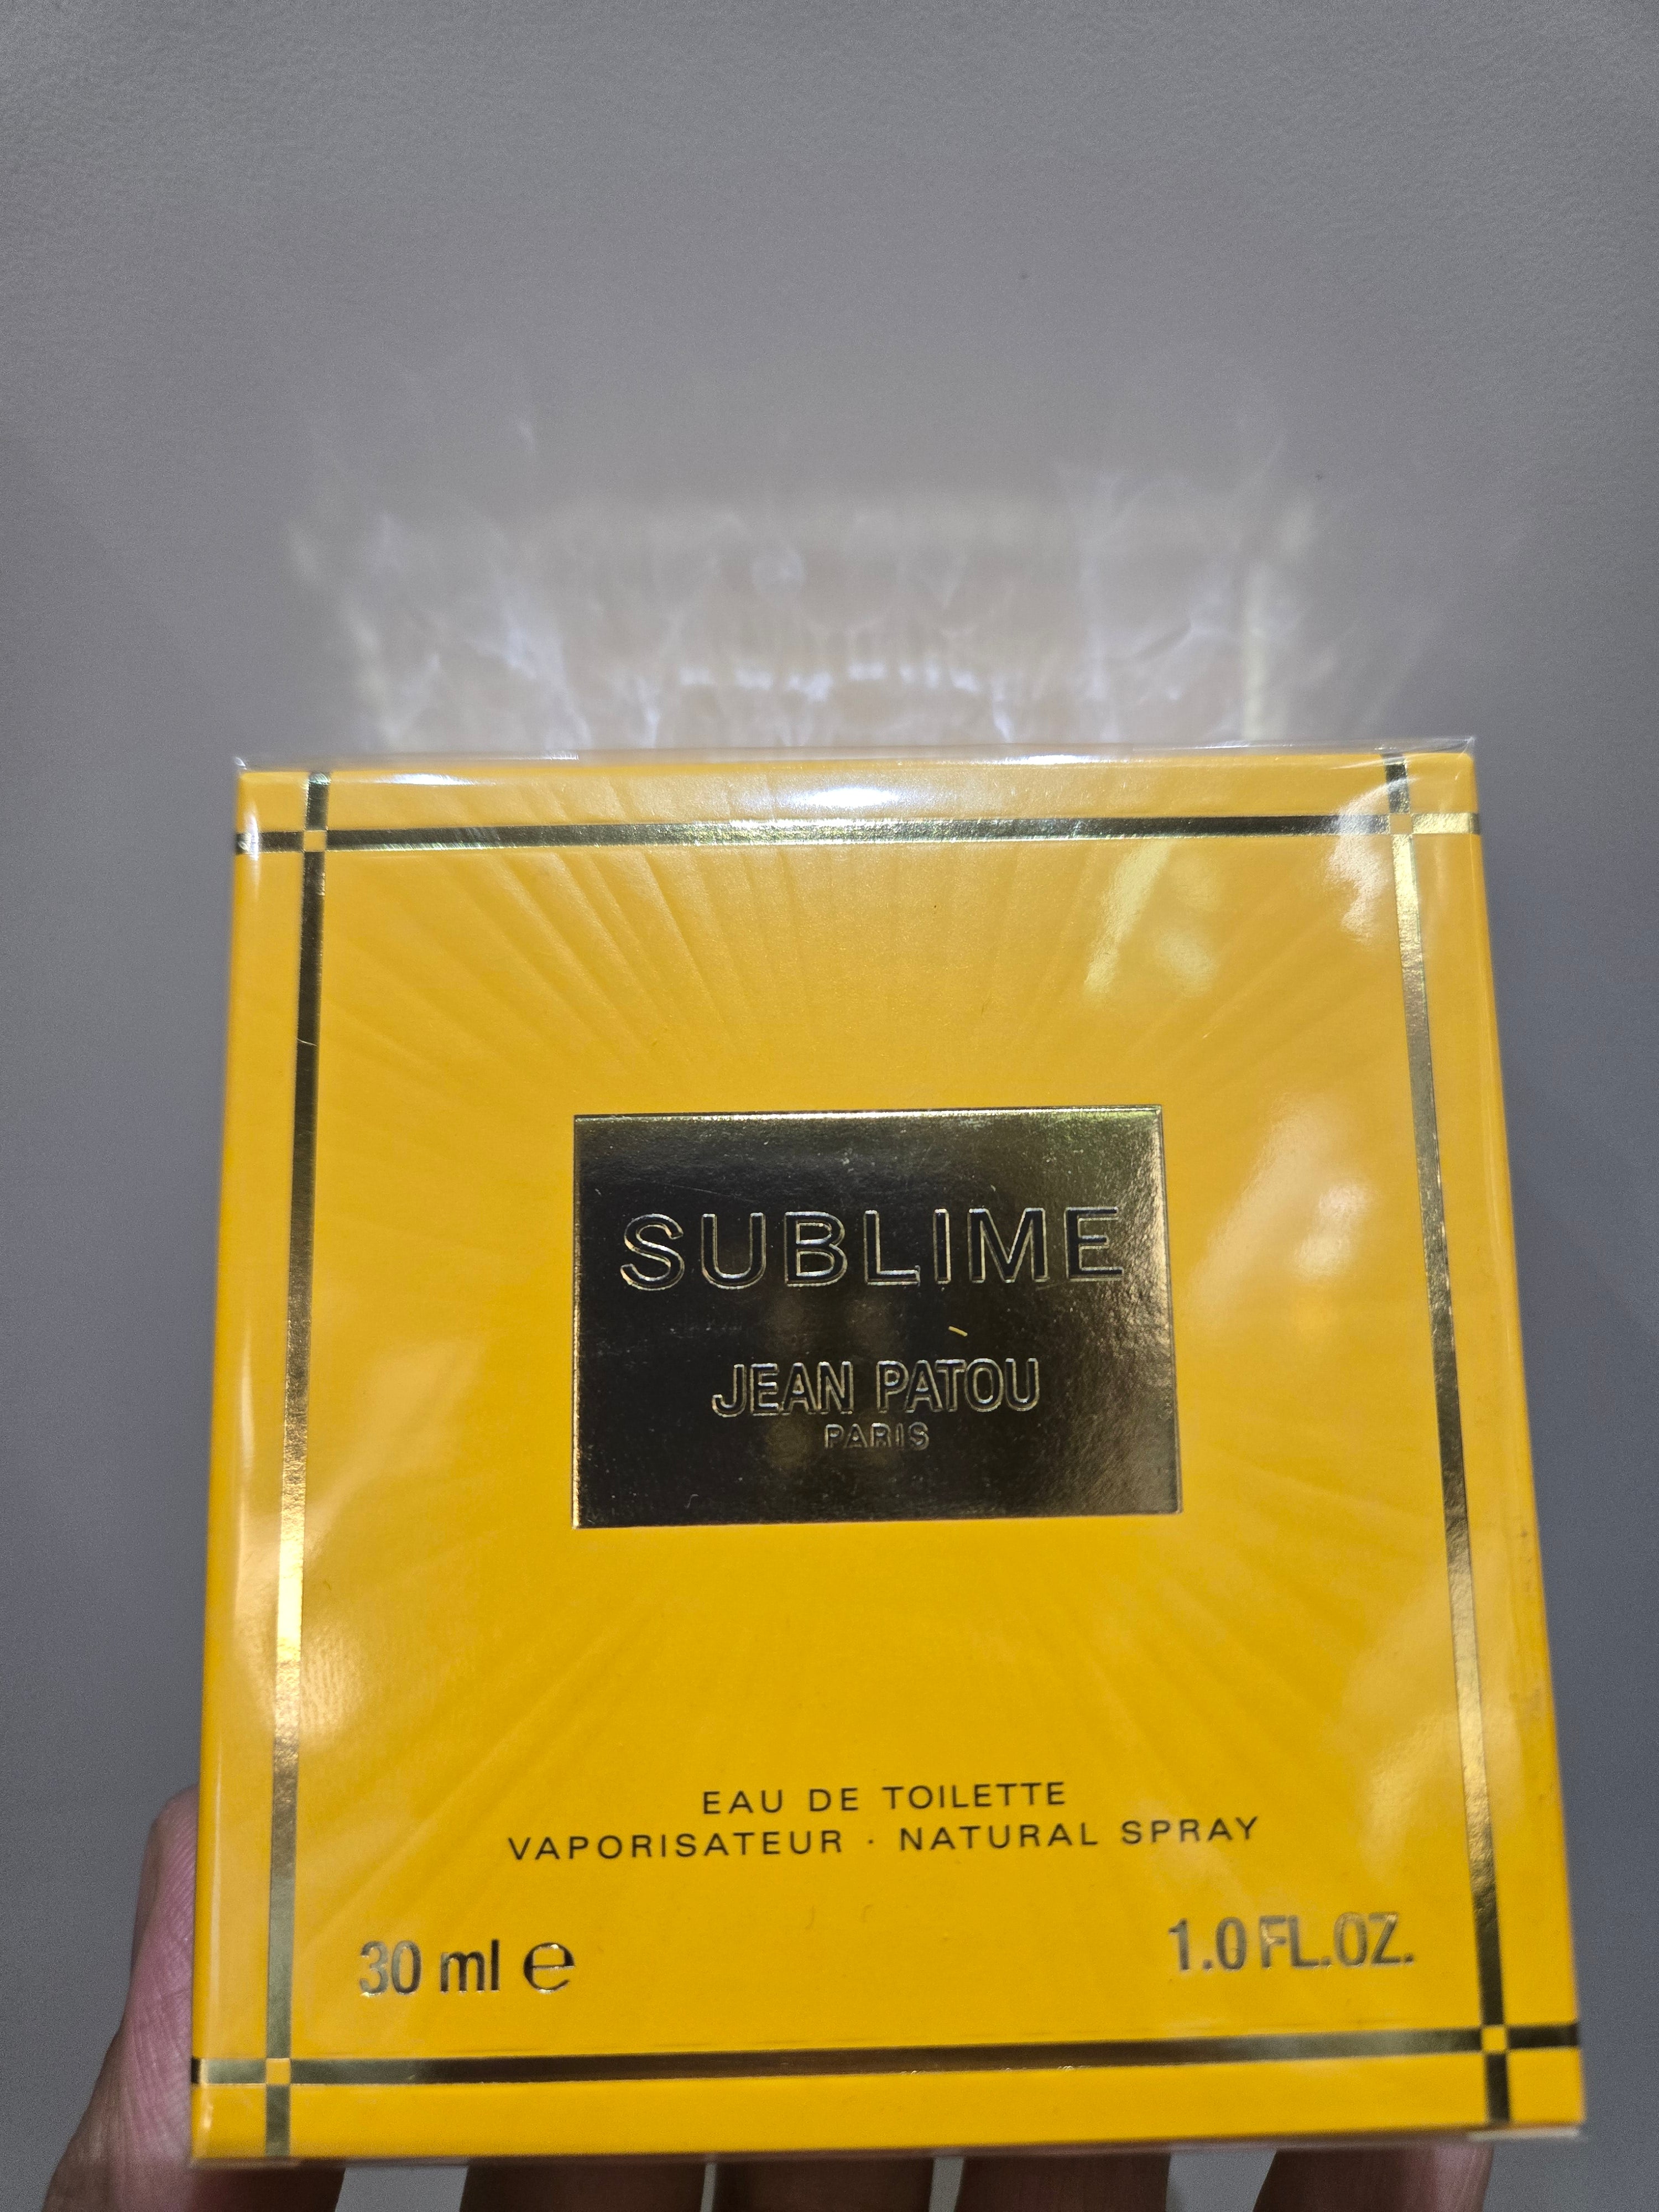 SUBLIME
JEAN PATOU
PARIS
EAU DE TOILETTE
VAPORISATEUR · NATURAL SPRAY
30 ml ℮
1.0 FL.OZ.